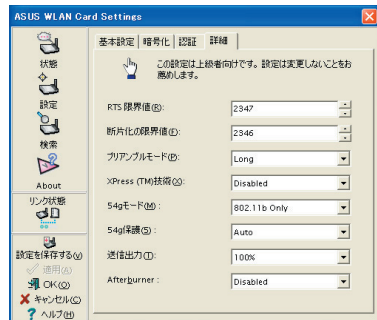 ASUS WLAN Card Settings
状態
設定
検索
About
リンク状態
設定を保存する(V)
適用(A)
OK(O)
キャンセル(C)
ヘルプ(H)
基本設定 暗号化 認証 詳細
この設定は上級者向けです。設定は変更しないことをお
薦めします。
RTS 限界値(R): 2347
断片化の限界値(E): 2346
プリアンブルモード(P): Long
XPress (TM)技術(X): Disabled
54gモード(M) : 802.11b Only
54g保護(S) : Auto
送信出力(T): 100%
Afterburner : Disabled